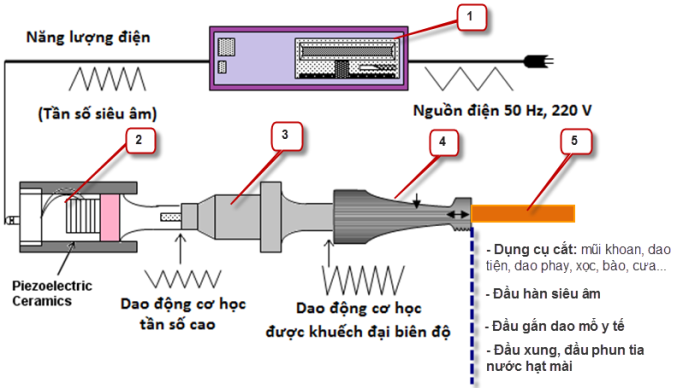 1
Năng lượng điện
(Tần số siêu âm)
Nguồn điện 50 Hz, 220 V
2
3
4
5
Piezoelectric
Ceramics
Dao động cơ học
tần số cao
Dao động cơ học
được khuếch đại biên độ
- Dụng cụ cắt: mũi khoan, dao
tiện, dao phay, xọc, bào, cưa...
- Đầu hàn siêu âm
- Đầu gắn dao mổ y tế
- Đầu xung, đầu phun tia
nước hạt mài